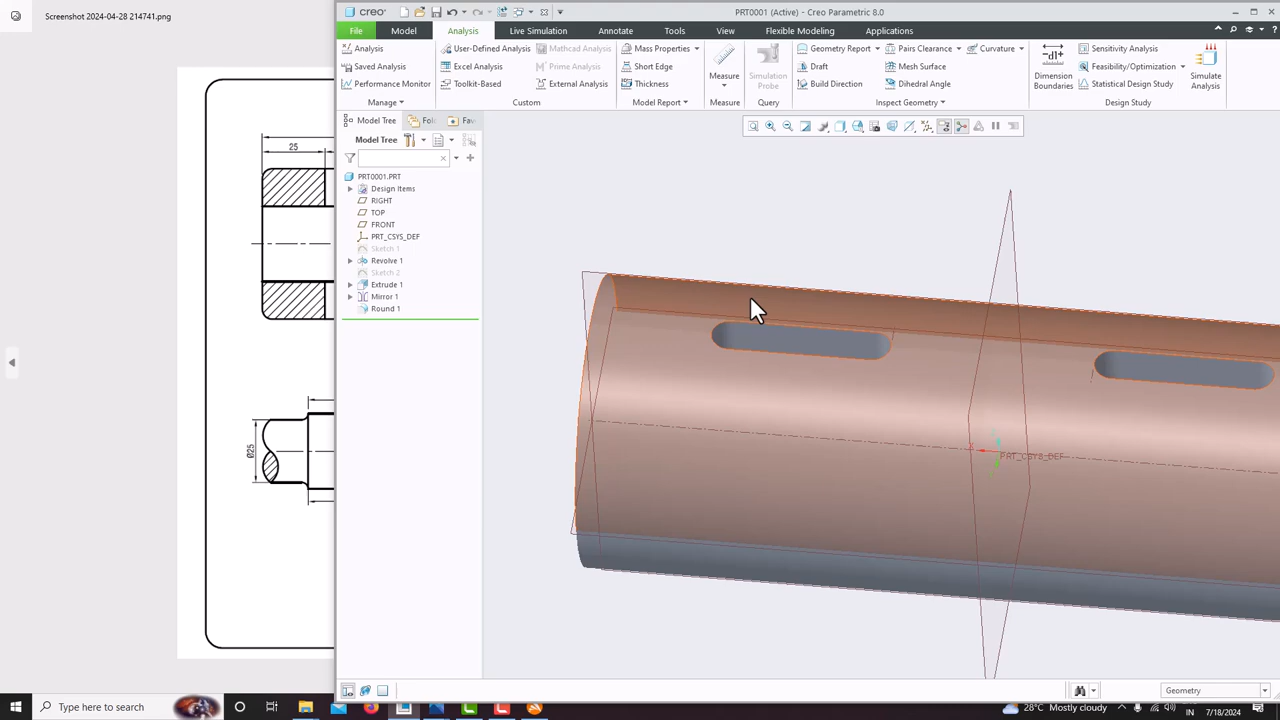 Screenshot 2024-04-28 214741.png
creo
PRT0001 (Active) - Creo Parametric 8.0
File Model Analysis Live Simulation Annotate Tools View Flexible Modeling Applications
Analysis User-Defined Analysis Mathcad Analysis Mass Properties Geometry Report Pairs Clearance Curvature Sensitivity Analysis
Saved Analysis Excel Analysis Prime Analysis Short Edge Draft Mesh Surface Feasibility/Optimization
Performance Monitor Toolkit-Based External Analysis Thickness Build Direction Dihedral Angle Statistical Design Study
Measure
Simulation
Probe
Dimension
Boundaries
Simulate
Analysis
Manage Custom Model Report Measure Query Inspect Geometry Design Study
Model Tree Fol Fav
Model Tree
PRT0001.PRT
Design Items
RIGHT
TOP
FRONT
PRT_CSYS_DEF
Sketch 1
Revolve 1
Sketch 2
Extrude 1
Mirror 1
Round 1
25
Ø25
PRT_CSYS_DEF
Geometry
Type here to search
28°C Mostly cloudy
IN
7/18/2024